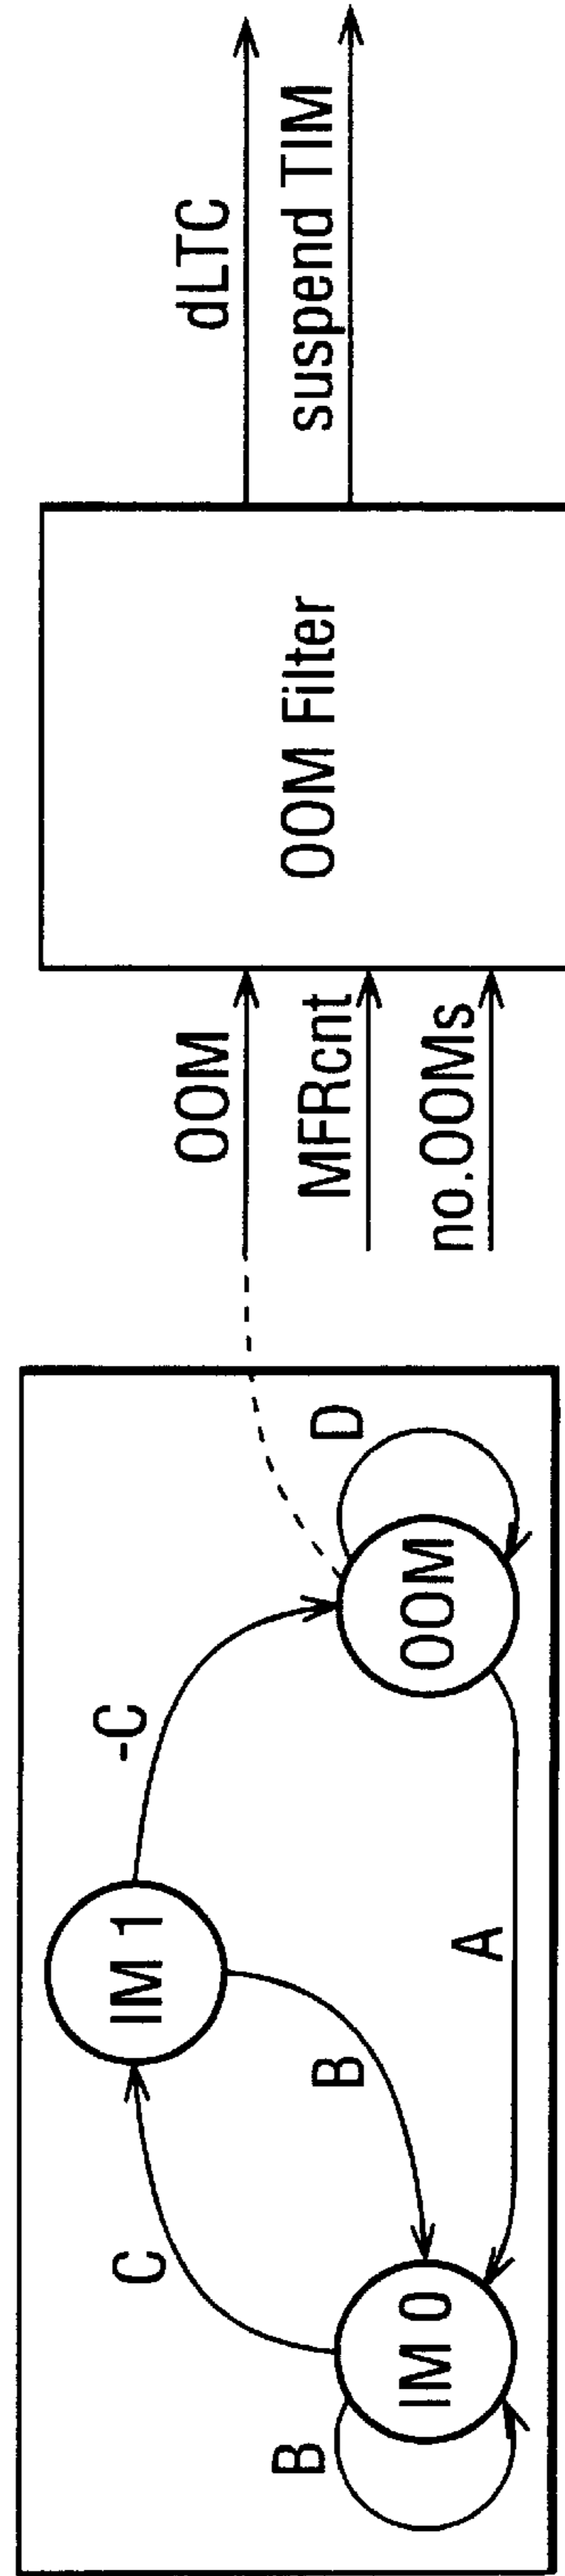 C
IM 1
-C
B
IM 0
B
A
OOM
D
OOM
MFRcnt
no.OOMs
OOM Filter
dLTC
suspend TIM